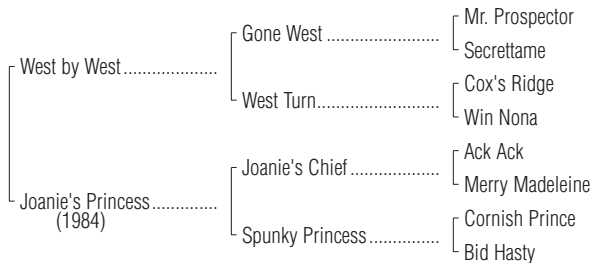 Mr. Prospector
Gone West ....................
Secrettame
West by West...................
Cox's Ridge
West Turn.......................
Win Nona
Ack Ack
Joanie's Chief ................
Merry Madeleine
Joanie's Princess.............
(1984)
Cornish Prince
Spunky Princess.............
Bid Hasty